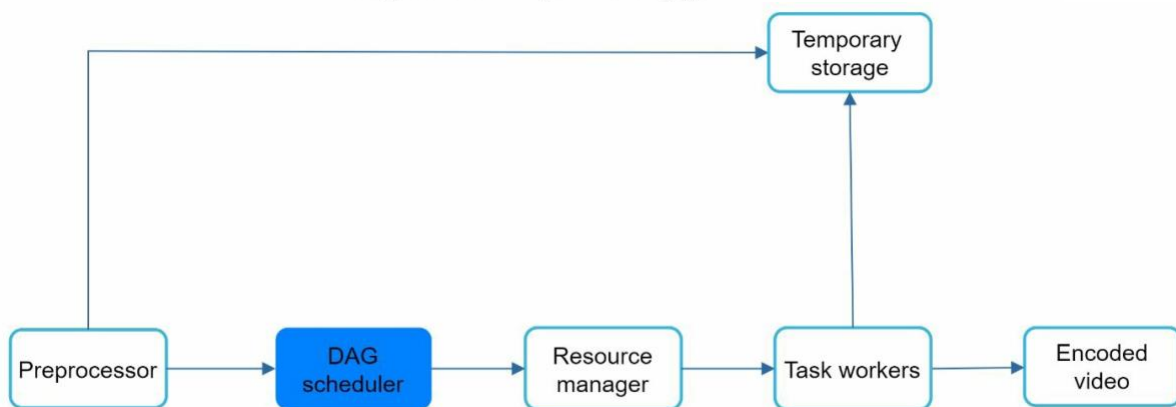 Temporary
storage
Preprocessor
DAG
scheduler
Resource
manager
Task workers
Encoded
video